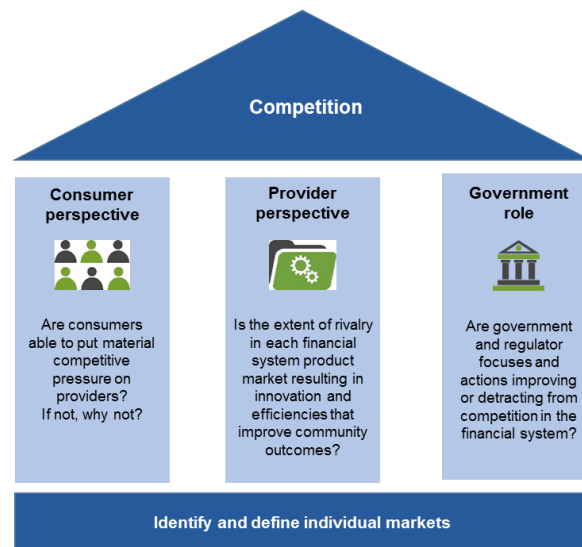 Competition
Consumer
perspective
Are consumers
able to put material
competitive
pressure on
providers?
If not, why not?
Provider
perspective
Is the extent of rivalry
in each financial
system product
market resulting in
innovation and
efficiencies that
improve community
outcomes?
Government
role
Are government
and regulator
focuses and
actions improving
or detracting from
competition in the
financial system?
Identify and define individual markets